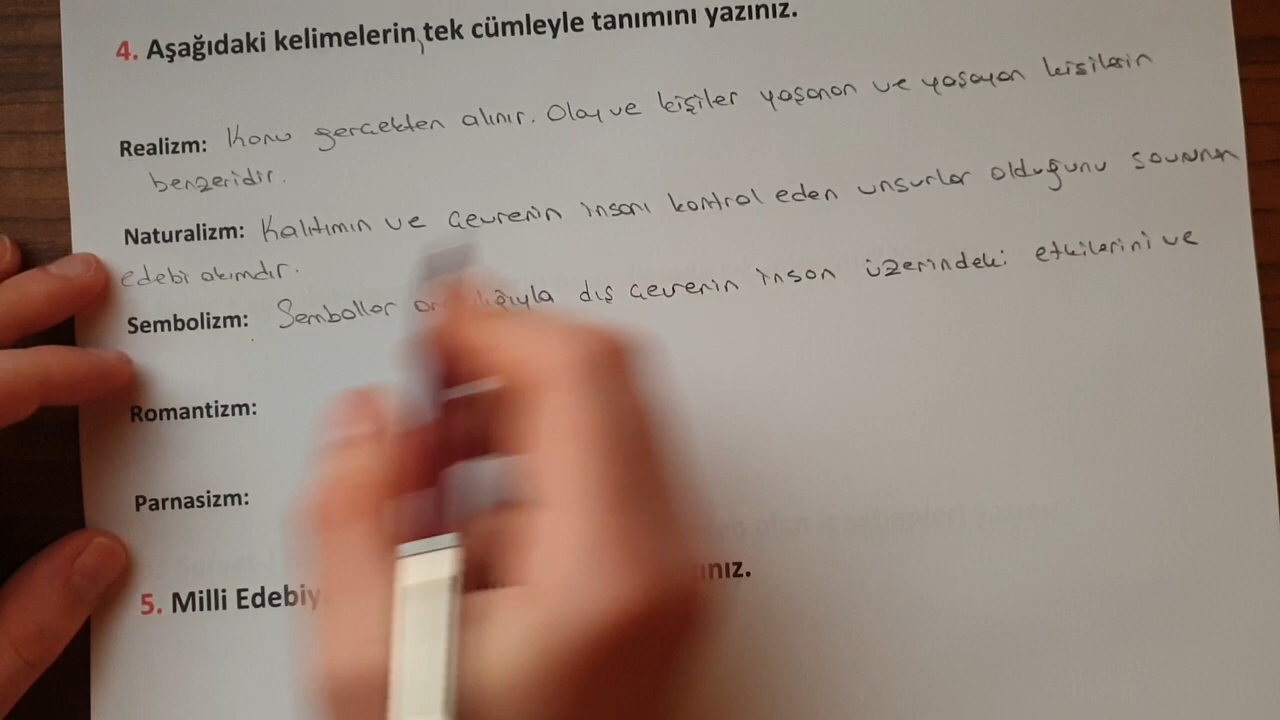 4. Aşağıdaki kelimelerin tek cümleyle tanımını yazınız.
Realizm: Konu gerçekten alınır. Olay ve kişiler yaşanan ve yaşayan kişilerin
benzeridir.
Naturalizm: Kalıtımın ve çevrenin insanı kontrol eden unsurlar olduğunu savunan
edebi akımdır.
Sembolizm: Semboller dış çevrenin insan üzerindeki etkilerini ve
Romantizm:
Parnasizm:
5. Milli